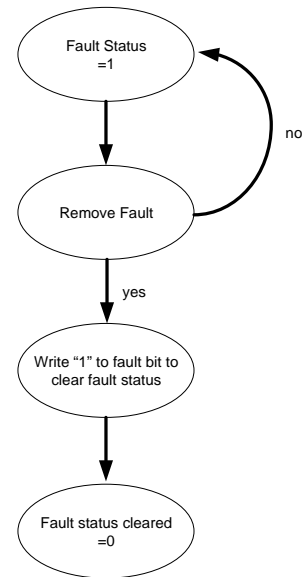 Fault Status
=1
no
Remove Fault
yes
Write “1” to fault bit to
clear fault status
Fault status cleared
=0